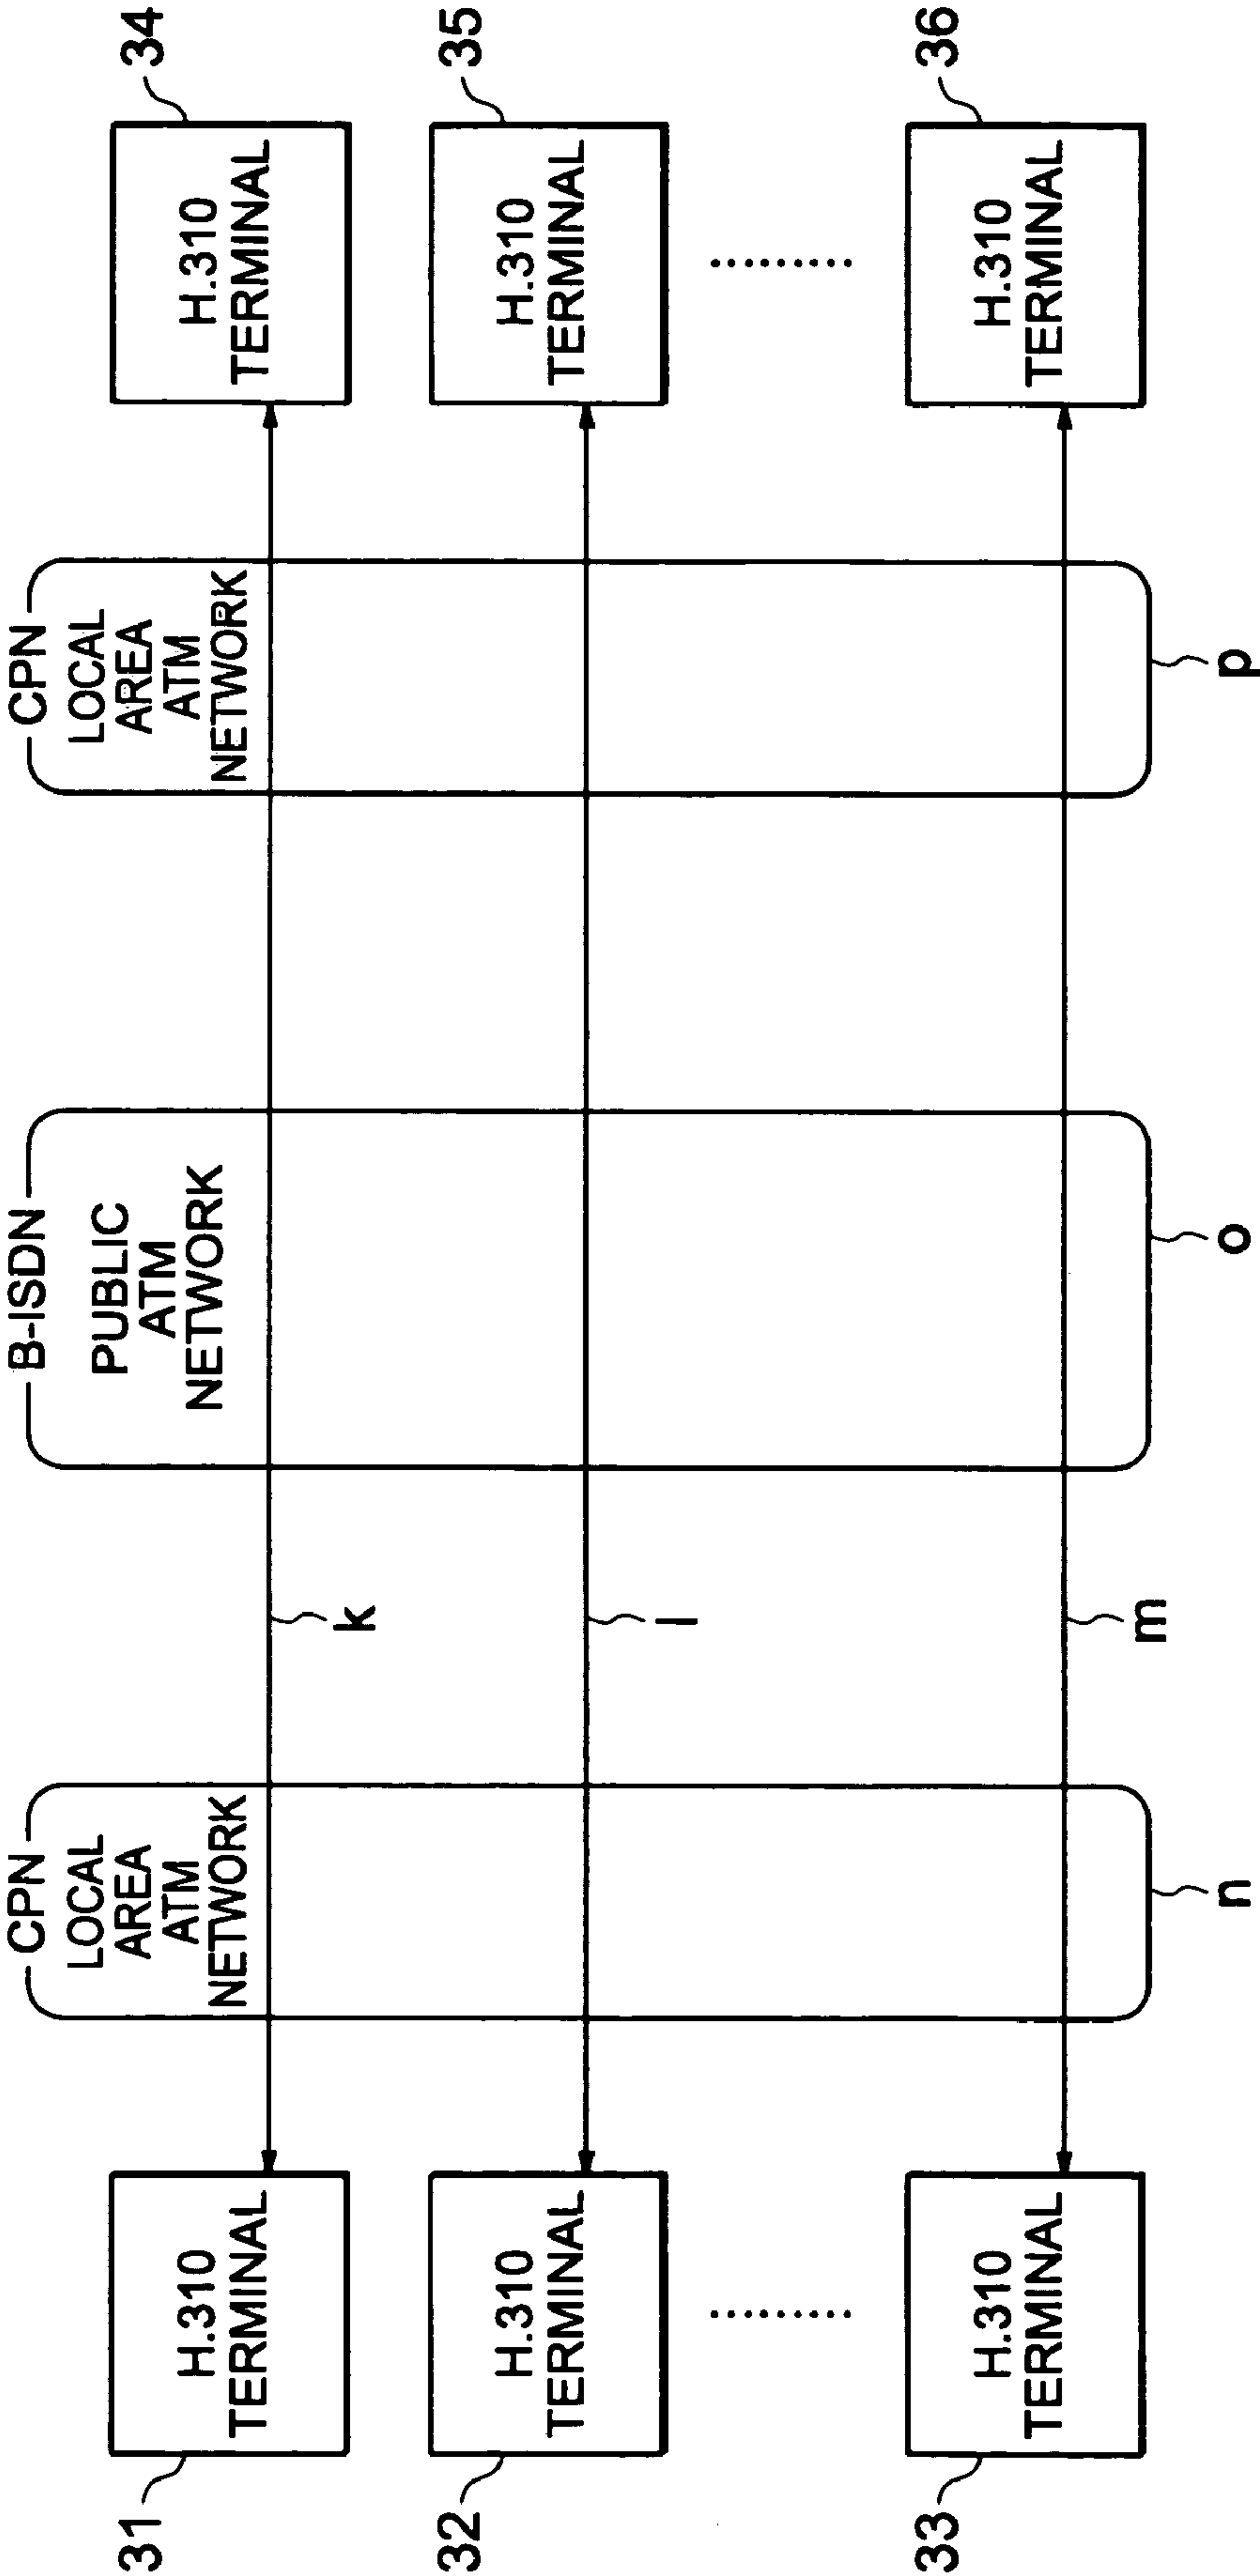 CPN
LOCAL
AREA
ATM
NETWORK
B-ISDN
PUBLIC
ATM
NETWORK
CPN
LOCAL
AREA
ATM
NETWORK
31
H.310
TERMINAL
k
H.310
TERMINAL
34
32
H.310
TERMINAL
l
H.310
TERMINAL
35
.........
.........
33
H.310
TERMINAL
m
H.310
TERMINAL
36
n
o
p